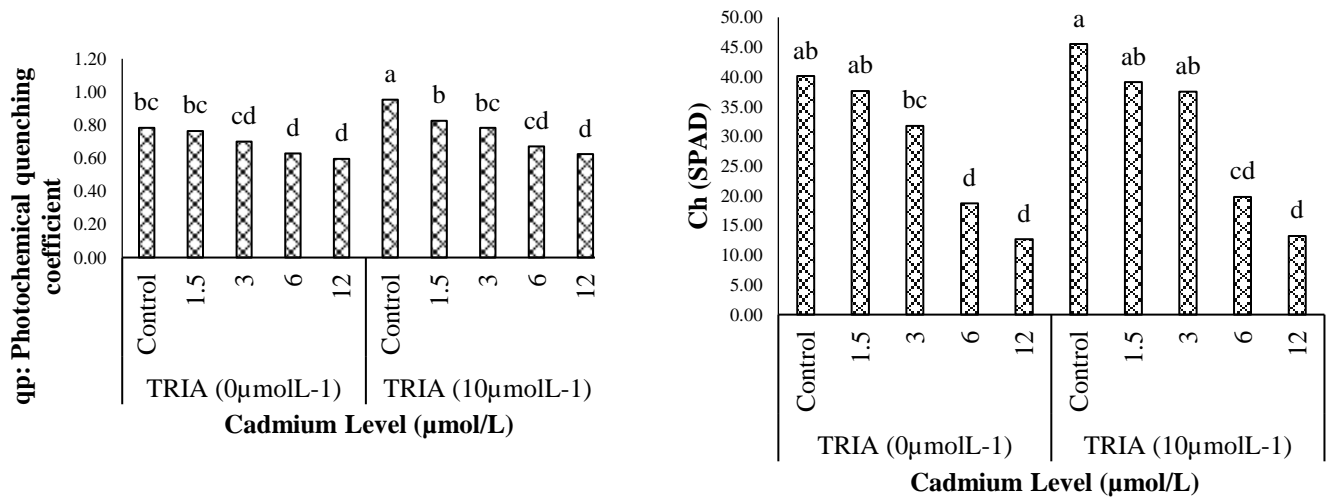 qp: Photochemical quenching
coefficient
1.20
1.00
0.80
0.60
0.40
0.20
0.00
bc bc cd d d a b bc cd d
Control 1.5 3 6 12 Control 1.5 3 6 12
TRIA (0µmolL-1) TRIA (10µmolL-1)
Cadmium Level (µmol/L)
Ch (SPAD)
50.00
45.00
40.00
35.00
30.00
25.00
20.00
15.00
10.00
5.00
0.00
ab ab bc d d a ab ab cd d
Control 1.5 3 6 12 Control 1.5 3 6 12
TRIA (0µmolL-1) TRIA (10µmolL-1)
Cadmium Level (µmol/L)